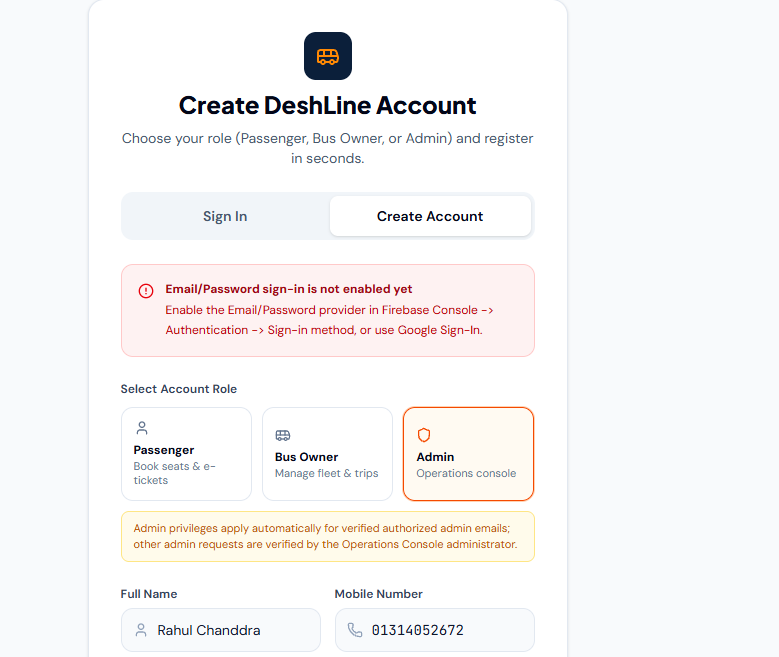 Create DeshLine Account
Choose your role (Passenger, Bus Owner, or Admin) and register
in seconds.
Sign In
Create Account
Email/Password sign-in is not enabled yet
Enable the Email/Password provider in Firebase Console ->
Authentication -> Sign-in method, or use Google Sign-In.
Select Account Role
Passenger
Book seats & e-
tickets
Bus Owner
Manage fleet & trips
Admin
Operations console
Admin privileges apply automatically for verified authorized admin emails;
other admin requests are verified by the Operations Console administrator.
Full Name
Mobile Number
Rahul Chanddra
01314052672